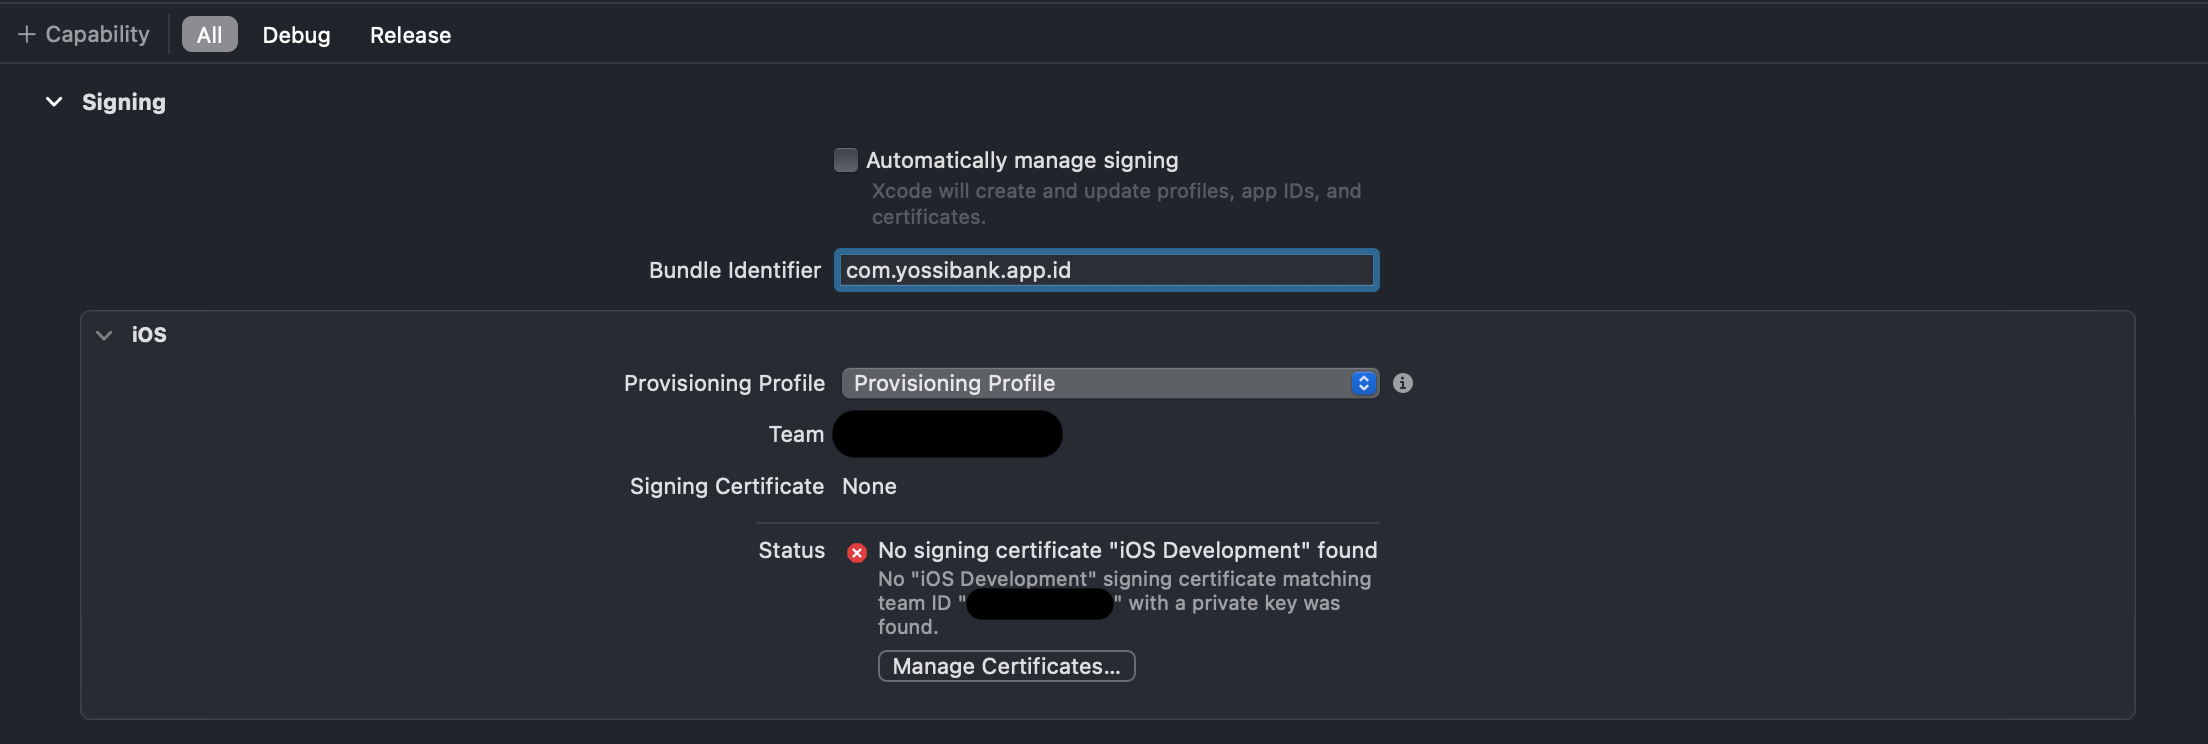 + Capability All Debug Release
Signing
Automatically manage signing
Xcode will create and update profiles, app IDs, and
certificates.
Bundle Identifier com.yossibank.app.id
iOS
Provisioning Profile Provisioning Profile
Team
Signing Certificate None
Status No signing certificate "iOS Development" found
No "iOS Development" signing certificate matching
team ID " " with a private key was
found.
Manage Certificates...